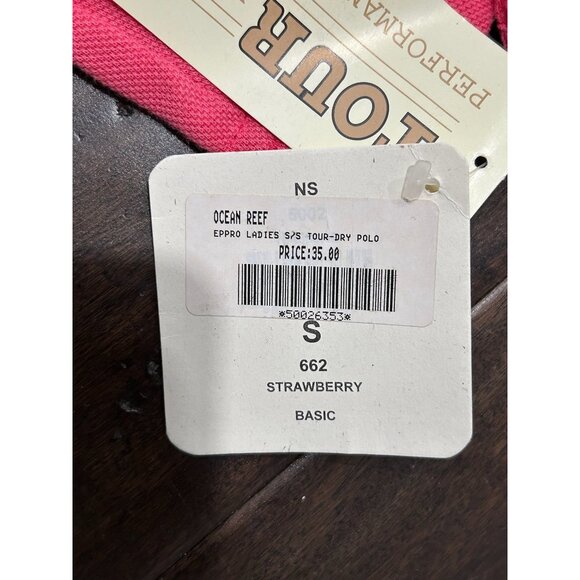 TOUR
PERFORMAN
NS
OCEAN REEF
EPPRO LADIES S/S TOUR-DRY POLO
PRICE:35.00
*50026353*
S
662
STRAWBERRY
BASIC